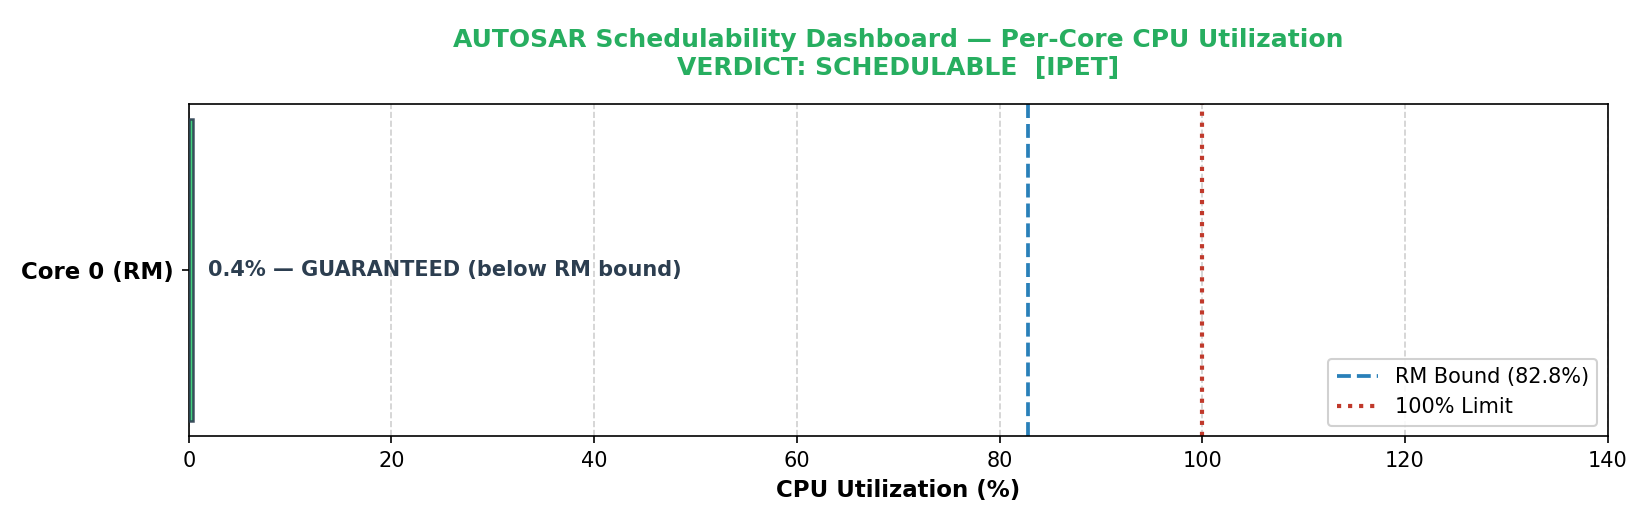 AUTOSAR Schedulability Dashboard — Per-Core CPU Utilization
VERDICT: SCHEDULABLE  [IPET]
Core 0 (RM)
0.4% — GUARANTEED (below RM bound)
RM Bound (82.8%)
100% Limit
0
20
40
60
80
100
120
140
CPU Utilization (%)